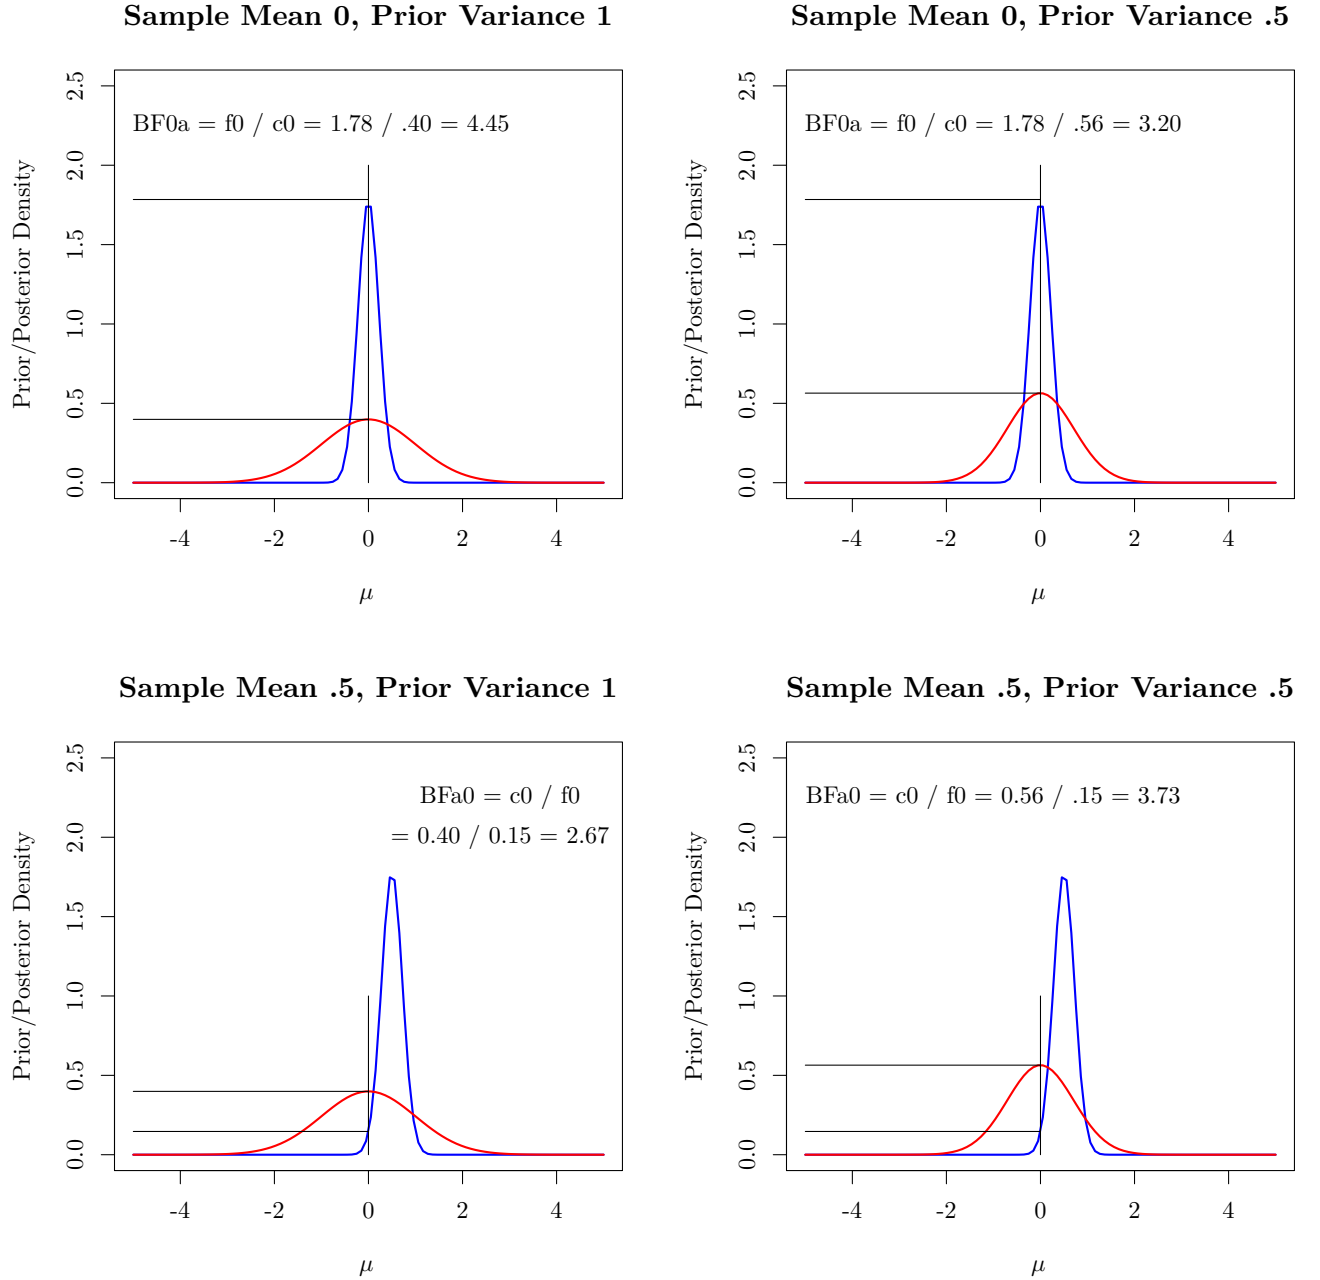 Sample Mean 0, Prior Variance 1
2.5
BF0a = f0 / c0 = 1.78 / .40 = 4.45
2.0
1.5
1.0
0.5
0.0
Prior/Posterior Density
-4 -2 0 2 4
μ
Sample Mean 0, Prior Variance .5
2.5
BF0a = f0 / c0 = 1.78 / .56 = 3.20
2.0
1.5
1.0
0.5
0.0
Prior/Posterior Density
-4 -2 0 2 4
μ
Sample Mean .5, Prior Variance 1
2.5
BFa0 = c0 / f0
= 0.40 / 0.15 = 2.67
2.0
1.5
1.0
0.5
0.0
Prior/Posterior Density
-4 -2 0 2 4
μ
Sample Mean .5, Prior Variance .5
2.5
BFa0 = c0 / f0 = 0.56 / .15 = 3.73
2.0
1.5
1.0
0.5
0.0
Prior/Posterior Density
-4 -2 0 2 4
μ